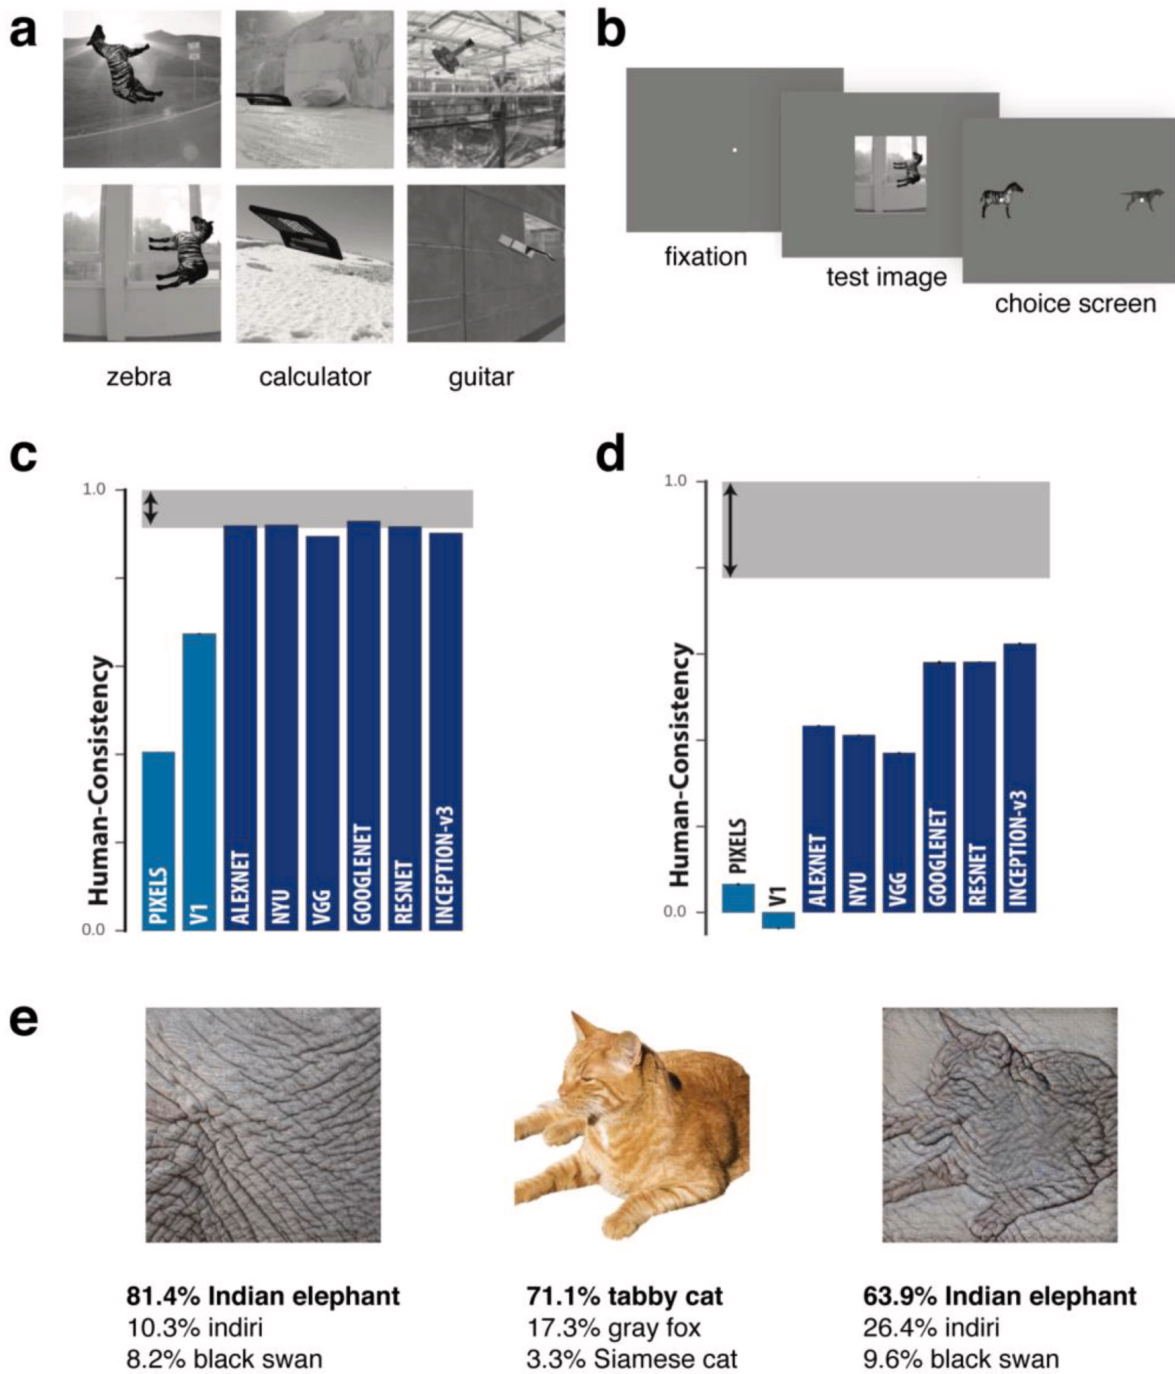 a
zebra
calculator
guitar
b
fixation
test image
choice screen
c
1.0
Human-Consistency
0.0
PIXELS
V1
ALEXNET
NYU
VGG
GOOGLENET
RESNET
INCEPTION-v3
d
1.0
Human-Consistency
0.0
PIXELS
V1
ALEXNET
NYU
VGG
GOOGLENET
RESNET
INCEPTION-v3
e
81.4% Indian elephant
10.3% indiri
8.2% black swan
71.1% tabby cat
17.3% gray fox
3.3% Siamese cat
63.9% Indian elephant
26.4% indiri
9.6% black swan